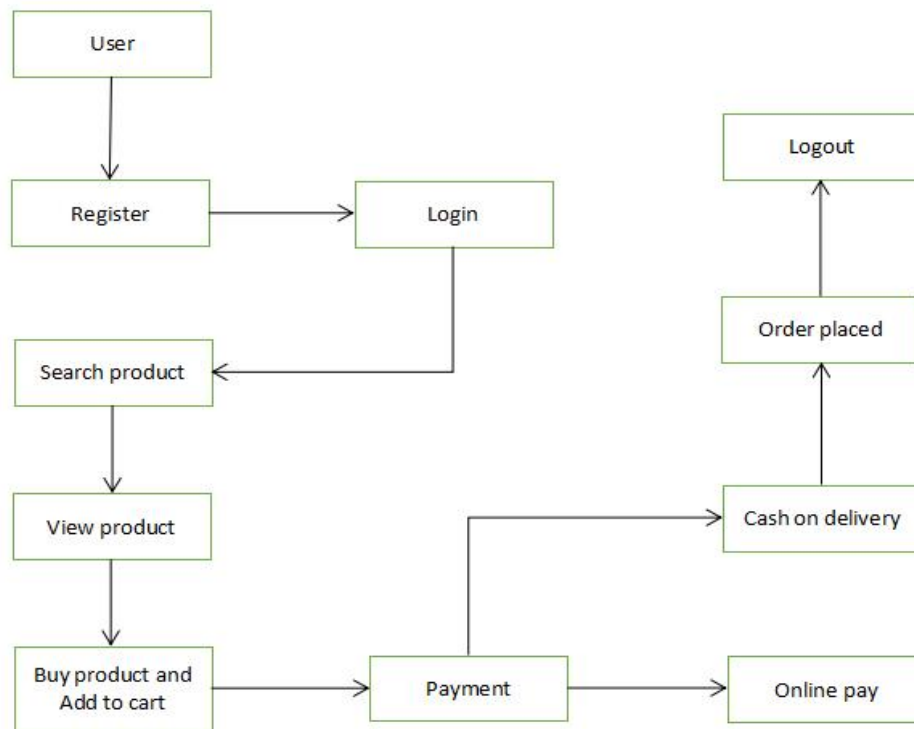 User
Register
Login
Search product
View product
Buy product and
Add to cart
Payment
Online pay
Cash on delivery
Order placed
Logout